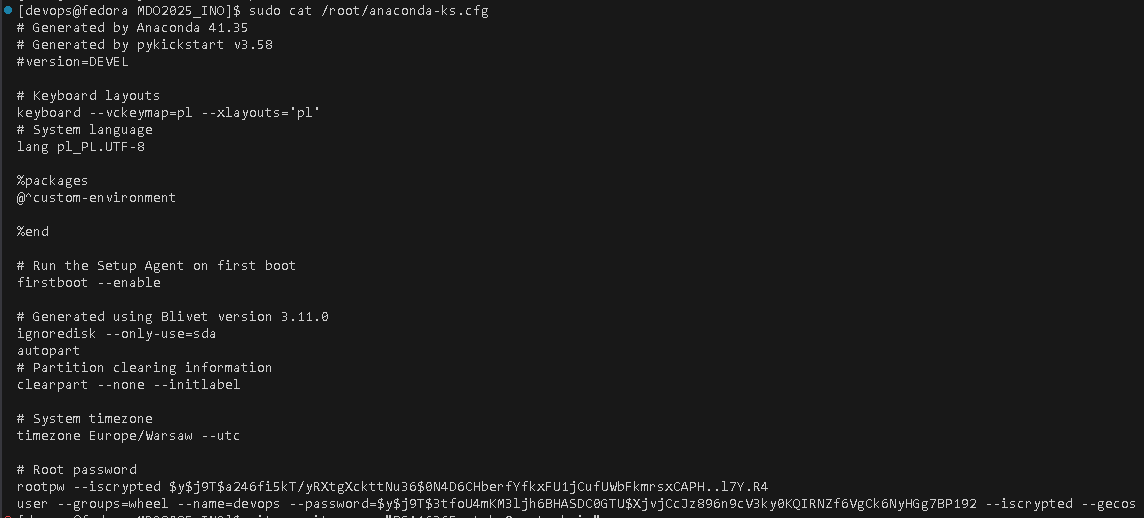 [devops@fedora MDO2025_INO]$ sudo cat /root/anaconda-ks.cfg
# Generated by Anaconda 41.35
# Generated by pykickstart v3.58
#version=DEVEL
# Keyboard layouts
keyboard --vckeymap=pl --xlayouts='pl'
# System language
lang pl_PL.UTF-8
%packages
@^custom-environment
%end
# Run the Setup Agent on first boot
firstboot --enable
# Generated using Blivet version 3.11.0
ignoredisk --only-use=sda
autopart
# Partition clearing information
clearpart --none --initlabel
# System timezone
timezone Europe/Warsaw --utc
# Root password
rootpw --iscrypted $y$j9T$a246fi5kT/yRXtgXckttNu36$0N4D6CHberfYfkxFU1jCufUWbFkmrsxCAPH..l7Y.R4
user --groups=wheel --name=devops --password=$y$j9T$3tfoU4mKM3ljh6BHASDC0GTU$XjvjCcJz896n9cV3ky0KQIRNZf6VgCk6NyHGg7BP192 --iscrypted --gecos